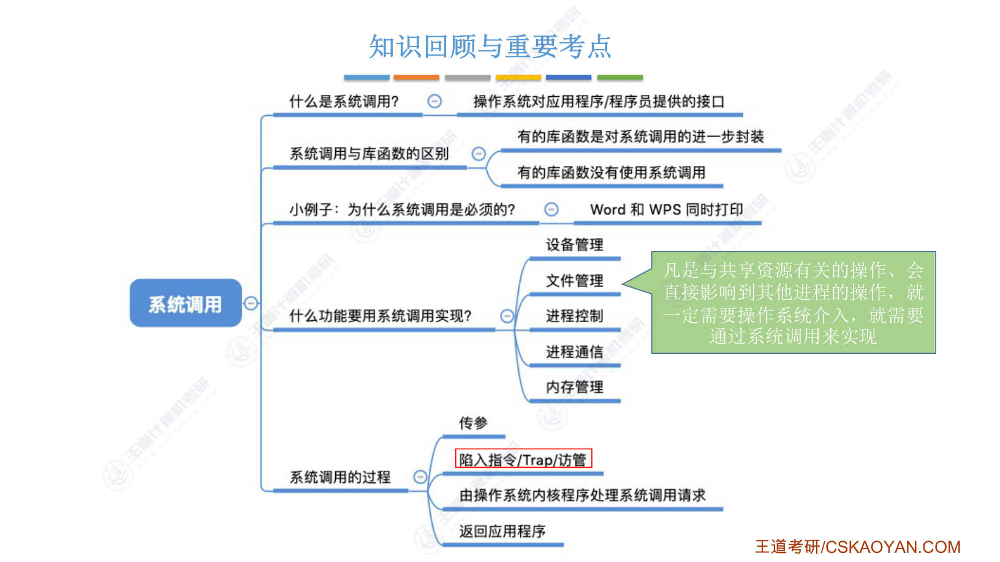 知识回顾与重要考点
什么是系统调用?
操作系统对应用程序/程序员提供的接口
系统调用与库函数的区别
有的库函数是对系统调用的进一步封装
有的库函数没有使用系统调用
小例子：为什么系统调用是必须的?
Word 和 WPS 同时打印
系统调用
什么功能要用系统调用实现?
设备管理
文件管理
进程控制
进程通信
内存管理
凡是与共享资源有关的操作、会
直接影响到其他进程的操作，就
一定需要操作系统介入，就需要
通过系统调用来实现
系统调用的过程
传参
陷入指令/Trap/访管
由操作系统内核程序处理系统调用请求
返回应用程序
王道考研/CSKAOYAN.COM
王道计算机考研
www.cskaoyan.com